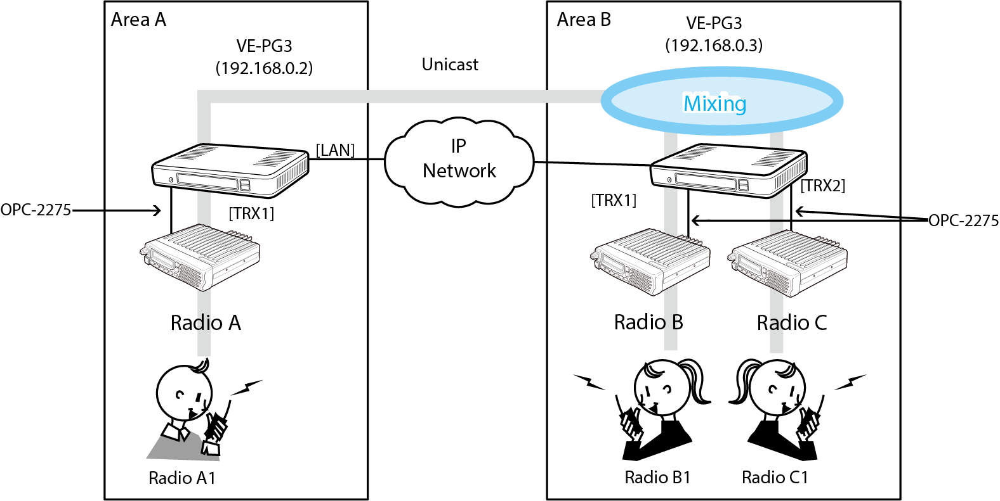 Area A
VE-PG3
(192.168.0.2)
Unicast
Area B
VE-PG3
(192.168.0.3)
Mixing
[LAN]
IP
Network
OPC-2275
[TRX1]
[TRX1]
[TRX2]
OPC-2275
Radio A
Radio B
Radio C
Radio A1
Radio B1
Radio C1